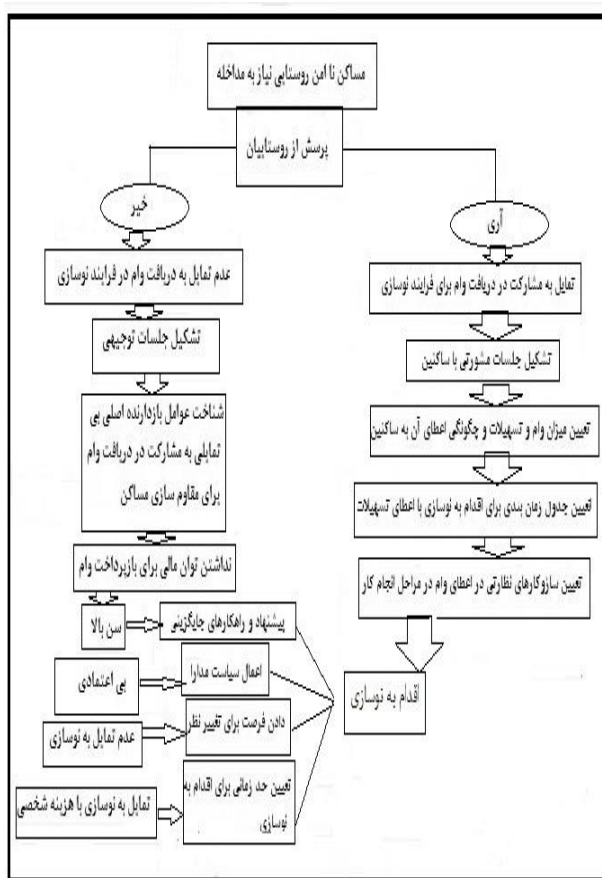 مساکن نا امن روستایی نیاز به مداخله
پرسش از روستاییان
آری
تمایل به مشارکت در دریافت وام برای فرایند نوسازی
تشکیل جلسات مشورتی با ساکنین
تعیین میزان وام و تسهیلات و چگونگی اعطای آن به ساکنین
تعیین جدول زمان بندی برای اقدام به نوسازی با اعطای تسهیلات
تعیین سازوکارهای نظارتی در اعطای وام در مراحل انجام کار
اقدام به نوسازی
خیر
عدم تمایل به دریافت وام در فرایند نوسازی
تشکیل جلسات توجیهی
شناخت عوامل بازدارنده اصلی بی
تمایلی به مشارکت در دریافت وام
برای مقاوم سازی مساکن
نداشتن توان مالی برای بازپرداخت وام
سن بالا
پیشنهاد و راهکارهای جایگزینی
بی اعتمادی
اعمال سیاست مدارا
عدم تمایل به نوسازی
دادن فرصت برای تغییر نظر
تمایل به نوسازی با هزینه شخصی
تعیین حد زمانی برای اقدام به
نوسازی